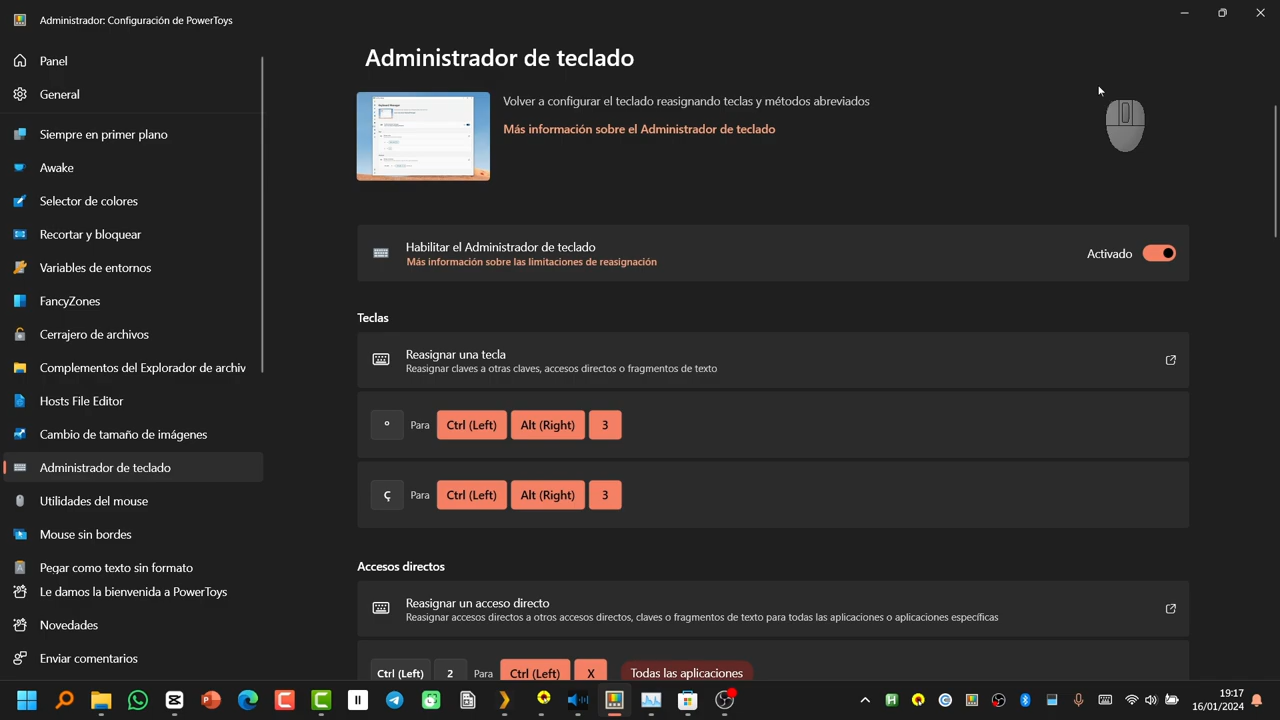 Administrador: Configuración de PowerToys
Panel
General
Siempre en primer plano
Awake
Selector de colores
Recortar y bloquear
Variables de entornos
FancyZones
Cerrajero de archivos
Complementos del Explorador de archiv
Hosts File Editor
Cambio de tamaño de imágenes
Administrador de teclado
Utilidades del mouse
Mouse sin bordes
Pegar como texto sin formato
Le damos la bienvenida a PowerToys
Novedades
Enviar comentarios
Administrador de teclado
Volver a configurar el teclado reasignando teclas y métodos abreviados
Más información sobre el Administrador de teclado
Habilitar el Administrador de teclado
Más información sobre las limitaciones de reasignación
Activado
Teclas
Reasignar una tecla
Reasignar claves a otras claves, accesos directos o fragmentos de texto
º Para Ctrl (Left) Alt (Right) 3
Ç Para Ctrl (Left) Alt (Right) 3
Accesos directos
Reasignar un acceso directo
Reasignar accesos directos a otros accesos directos, claves o fragmentos de texto para todas las aplicaciones o aplicaciones específicas
Ctrl (Left) 2 Para Ctrl (Left) X Todas las aplicaciones
19:17
16/01/2024